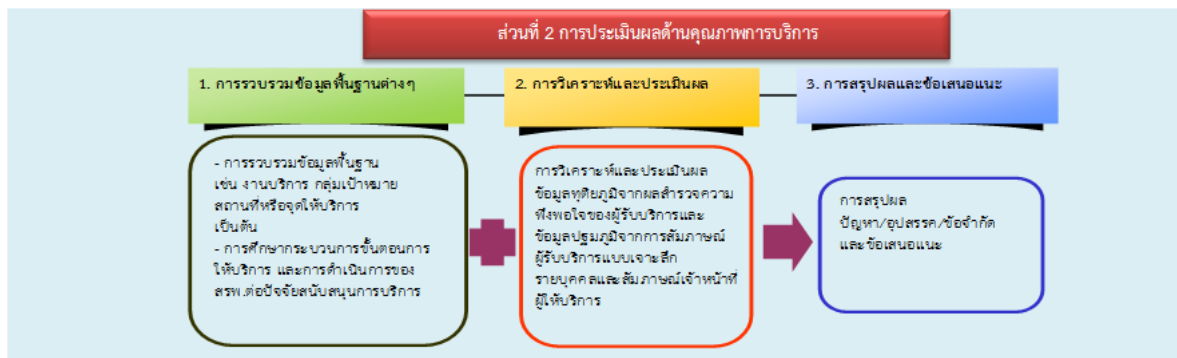 ส่วนที่ 2 การประเมินผลด้านคุณภาพการบริการ
1. การรวบรวมข้อมูลพื้นฐานต่างๆ
2. การวิเคราะห์และประเมินผล
3. การสรุปผลและข้อเสนอแนะ
- การรวบรวมข้อมูลพื้นฐาน
เช่น งานบริการ กลุ่มเป้าหมาย
สถานที่หรือจุดให้บริการ
เป็นต้น
- การศึกษากระบวนการขั้นตอนการ
ให้บริการ และการดำเนินการของ
สรพ.ต่อปัจจัยสนับสนุนการบริการ
การวิเคราะห์และประเมินผล
ข้อมูลทุติยภูมิจากผลสำรวจความ
พึงพอใจของผู้รับบริการและ
ข้อมูลปฐมภูมิจากการสัมภาษณ์
ผู้รับบริการแบบเจาะลึก
รายบุคคลและสัมภาษณ์เจ้าหน้าที่
ผู้ให้บริการ
การสรุปผล
ปัญหา/อุปสรรค/ข้อจำกัด
และข้อเสนอแนะ